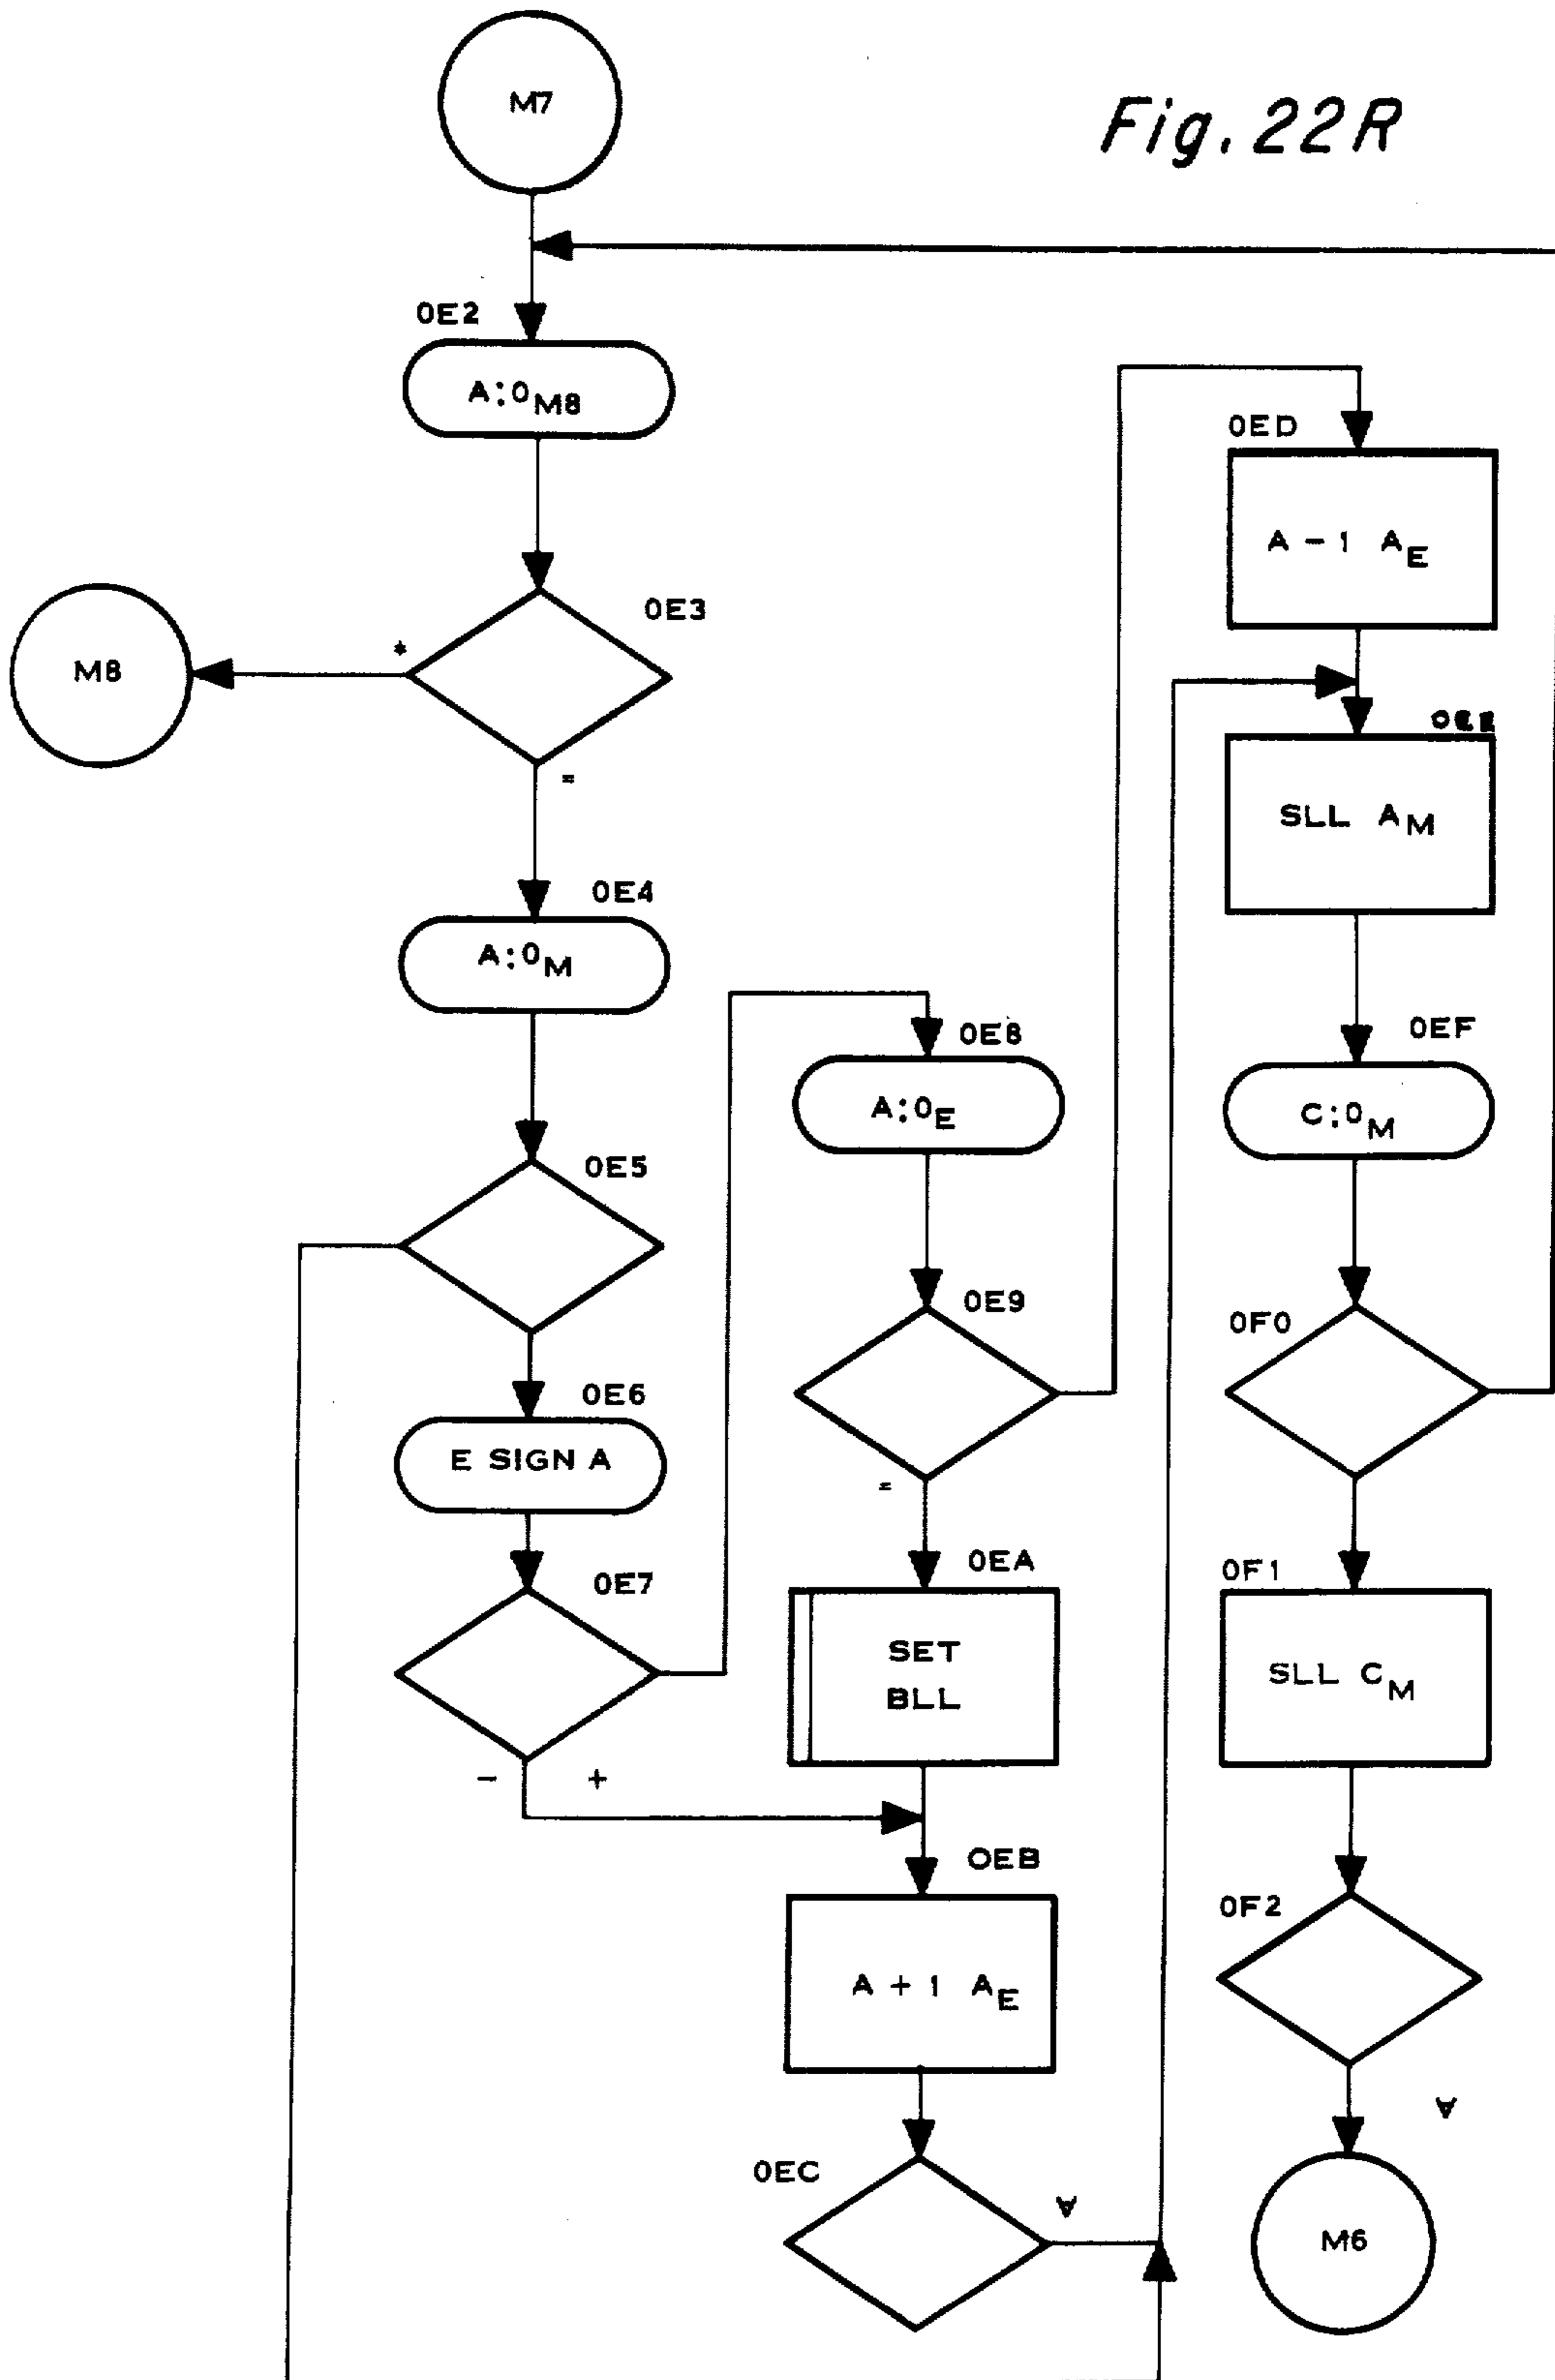 Fig. 22R
M7
0E2
A:0M8
0E3
*
M8
=
0E4
A:0M
0E5
0E6
E SIGN A
0E7
-
+
0E8
A:0E
0E9
=
0EA
SET
BLL
0EB
A + 1 AE
0EC
∀
0ED
A - 1 AE
SLL AM
0EF
C:0M
0F0
0F1
SLL CM
0F2
∀
M6